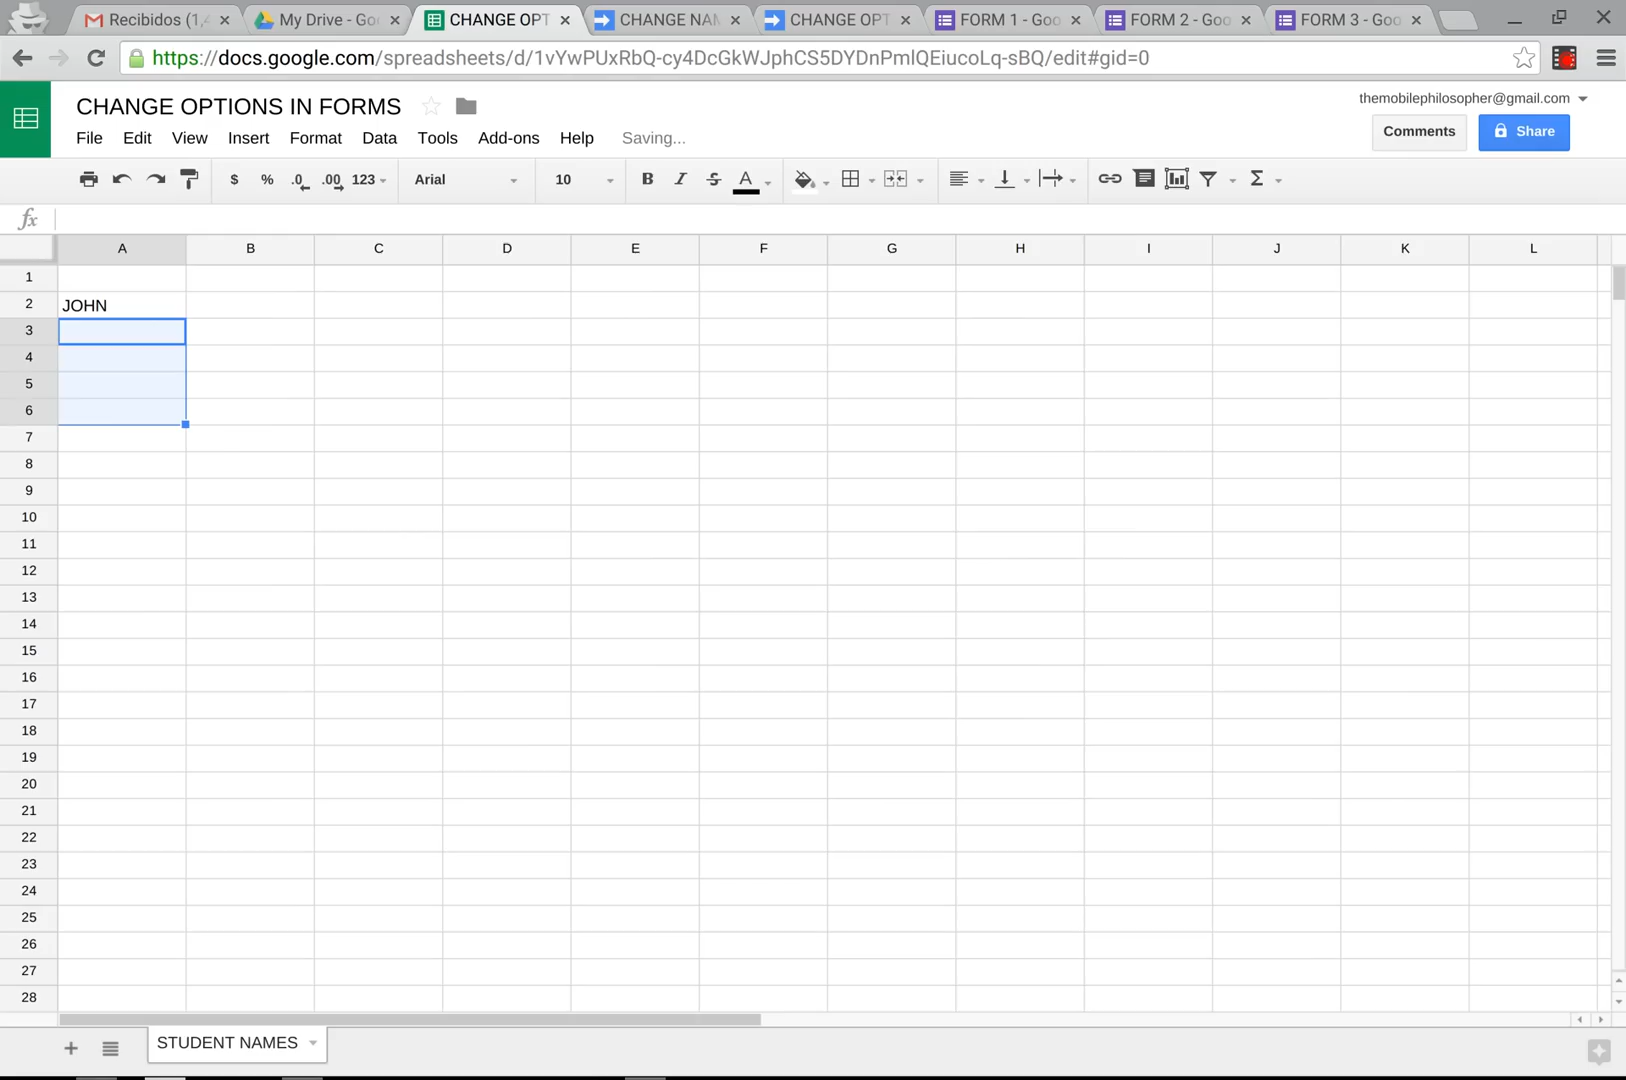 Recibidos (1,4
My Drive - Goo
CHANGE OPT
CHANGE NAM
CHANGE OPT
FORM 1 - Goo
FORM 2 - Goo
FORM 3 - Goo
https://docs.google.com/spreadsheets/d/1vYwPUxRbQ-cy4DcGkWJphCS5DYDnPmlQEiucoLq-sBQ/edit#gid=0
CHANGE OPTIONS IN FORMS
themobilephilosopher@gmail.com
File Edit View Insert Format Data Tools Add-ons Help Saving...
Comments Share
$ % .0 .00 123 Arial 10 B I S A Σ
fx
A B C D E F G H I J K L
1
2 JOHN
3
4
5
6
7
8
9
10
11
12
13
14
15
16
17
18
19
20
21
22
23
24
25
26
27
28
+ STUDENT NAMES